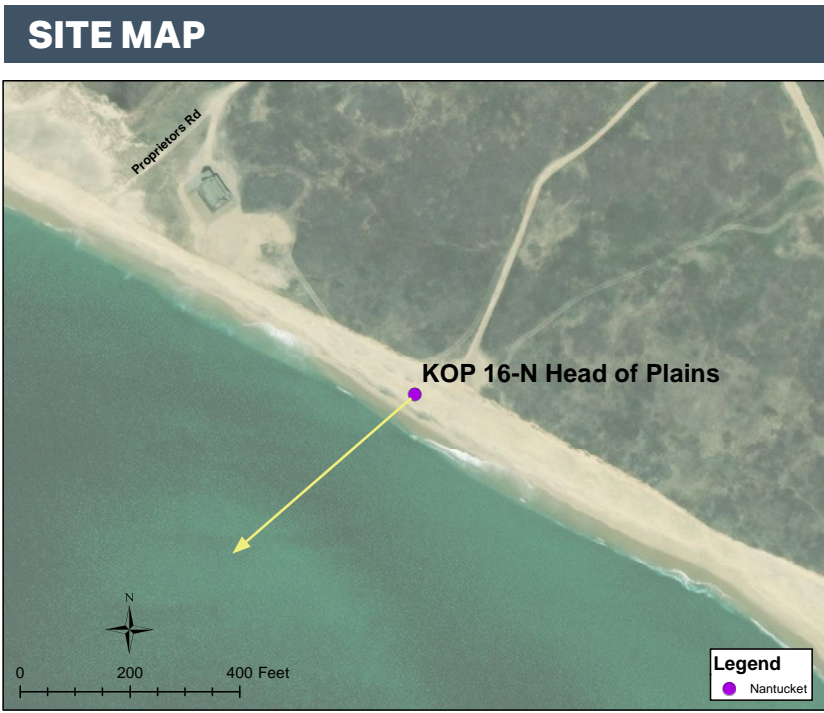 SITE MAP
Proprietors Rd
KOP 16-N Head of Plains
N
0 200 400 Feet
Legend
Nantucket